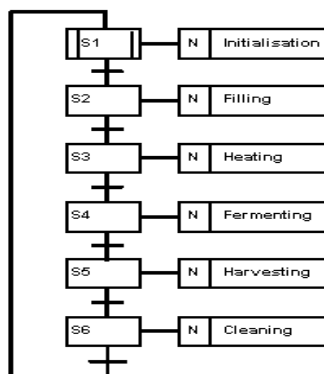 S1 N Initialisation
S2 N Filling
S3 N Heating
S4 N Fermenting
S5 N Harvesting
S6 N Cleaning